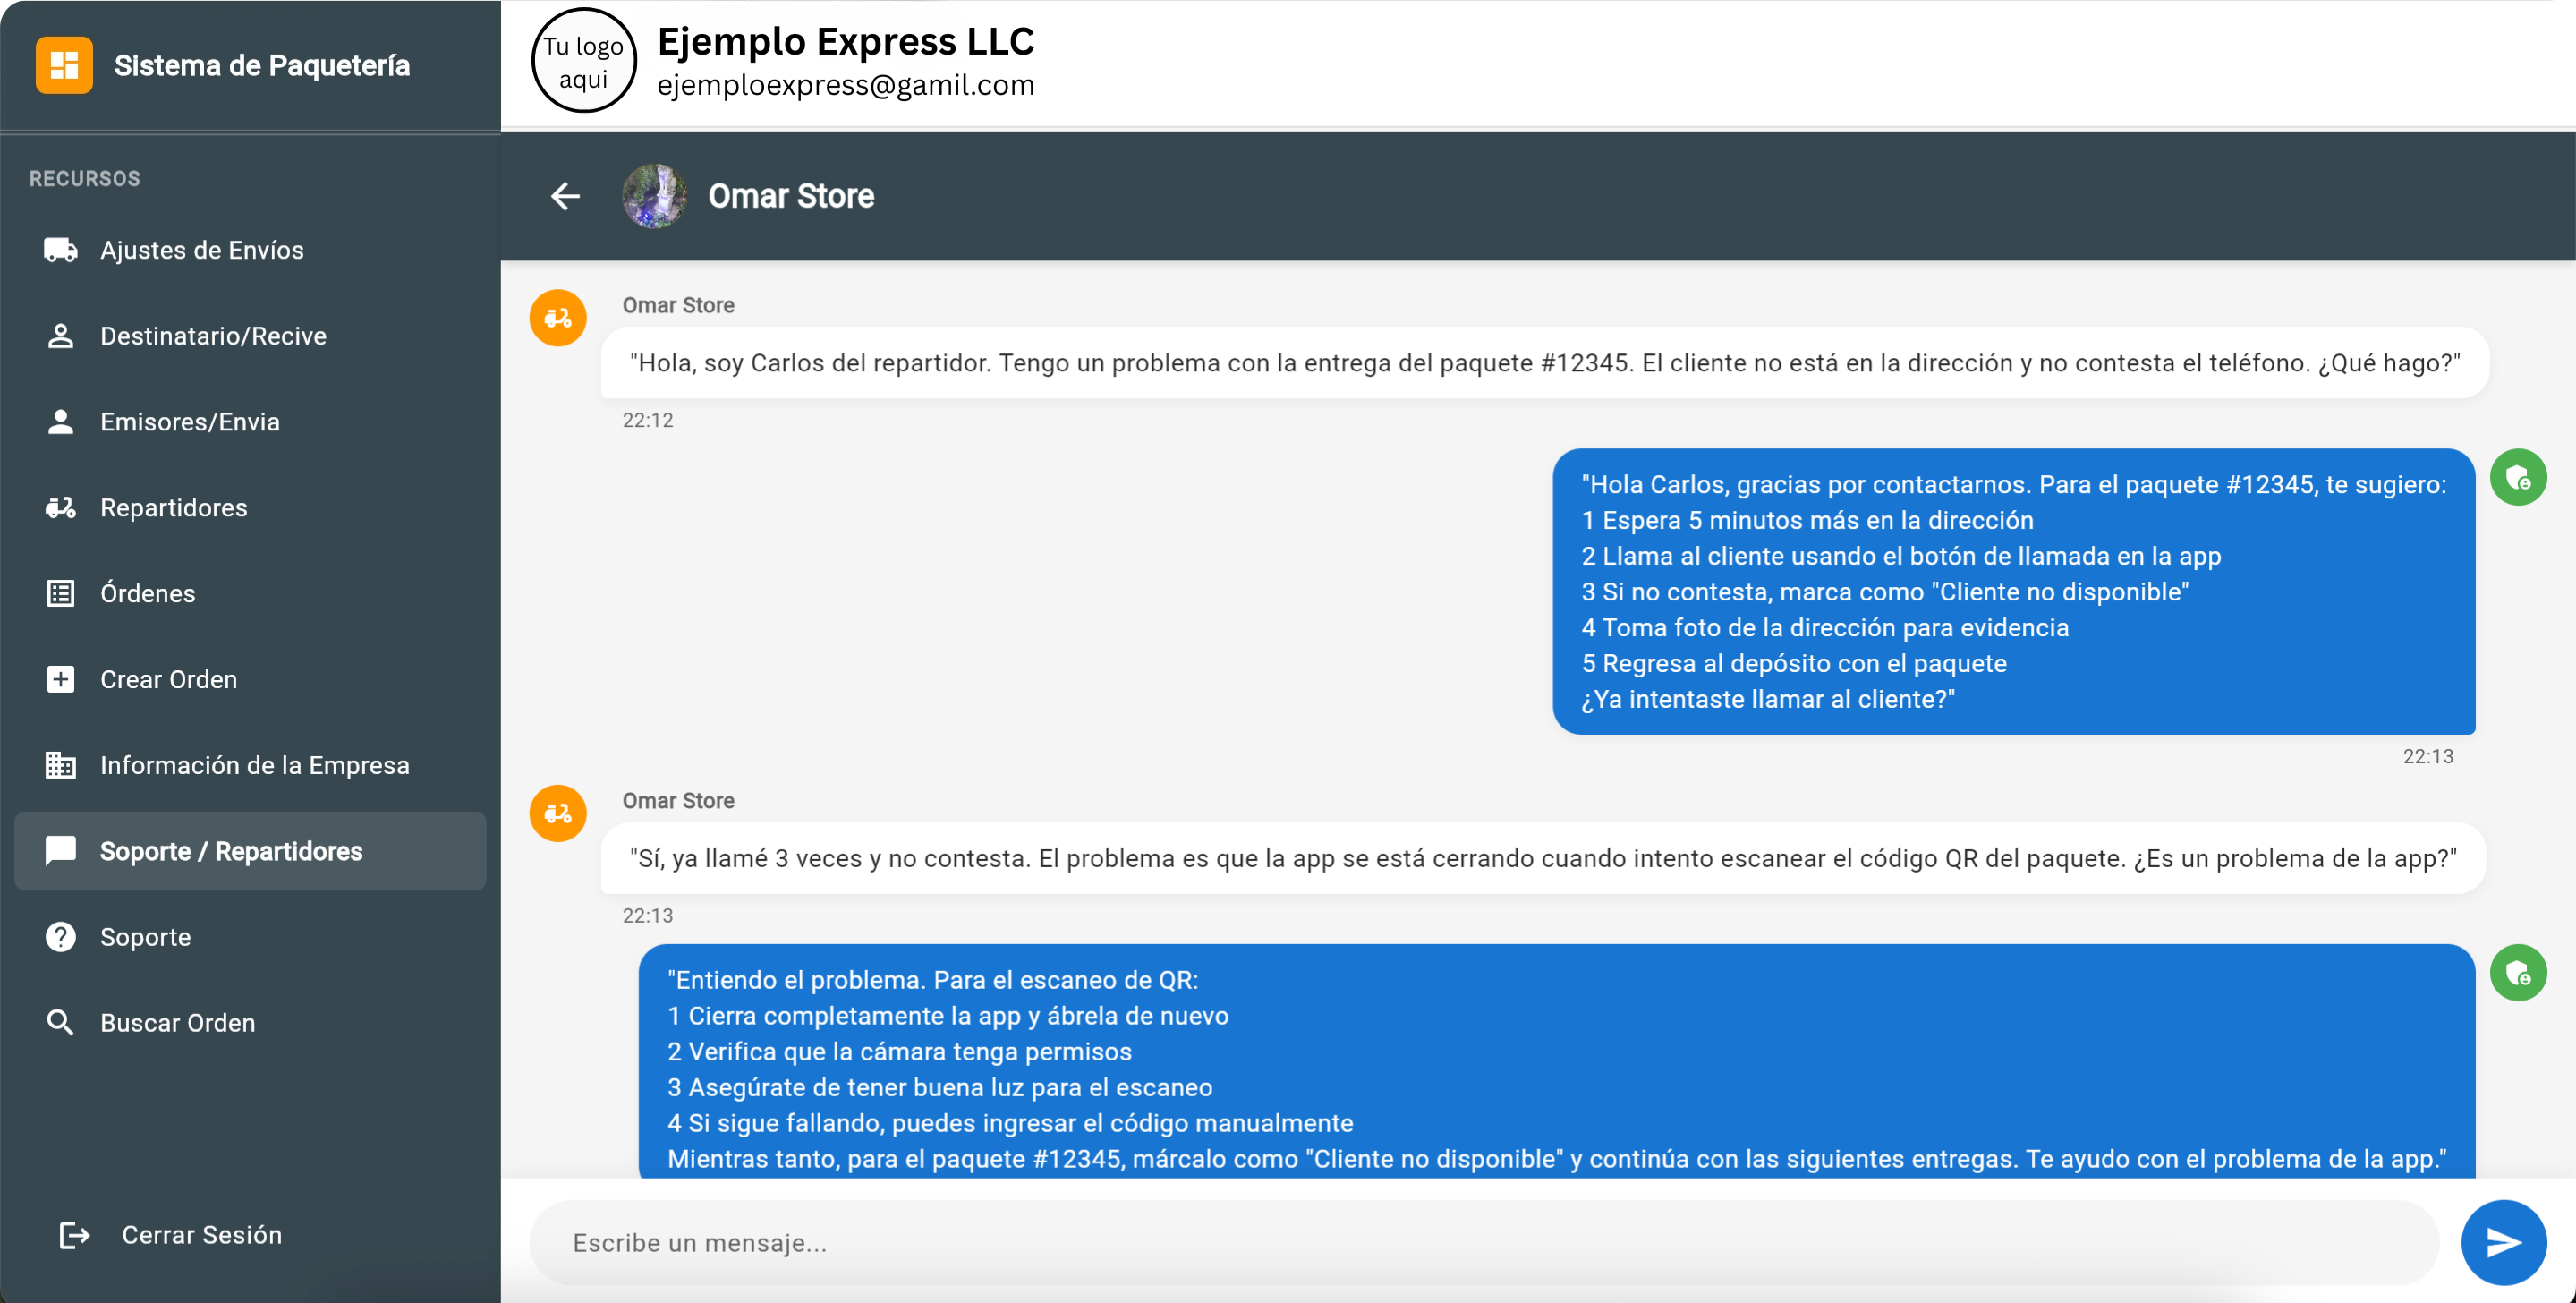 Sistema de Paquetería
RECURSOS
Ajustes de Envíos
Destinatario/Recive
Emisores/Envia
Repartidores
Órdenes
Crear Orden
Información de la Empresa
Soporte / Repartidores
Soporte
Buscar Orden
Cerrar Sesión
Tu logo
aqui
Ejemplo Express LLC
ejemploexpress@gamil.com
Omar Store
Omar Store
"Hola, soy Carlos del repartidor. Tengo un problema con la entrega del paquete #12345. El cliente no está en la dirección y no contesta el teléfono. ¿Qué hago?"
22:12
"Hola Carlos, gracias por contactarnos. Para el paquete #12345, te sugiero:
1 Espera 5 minutos más en la dirección
2 Llama al cliente usando el botón de llamada en la app
3 Si no contesta, marca como "Cliente no disponible"
4 Toma foto de la dirección para evidencia
5 Regresa al depósito con el paquete
¿Ya intentaste llamar al cliente?"
22:13
Omar Store
"Sí, ya llamé 3 veces y no contesta. El problema es que la app se está cerrando cuando intento escanear el código QR del paquete. ¿Es un problema de la app?"
22:13
"Entiendo el problema. Para el escaneo de QR:
1 Cierra completamente la app y ábrela de nuevo
2 Verifica que la cámara tenga permisos
3 Asegúrate de tener buena luz para el escaneo
4 Si sigue fallando, puedes ingresar el código manualmente
Mientras tanto, para el paquete #12345, márcalo como "Cliente no disponible" y continúa con las siguientes entregas. Te ayudo con el problema de la app."
Escribe un mensaje...